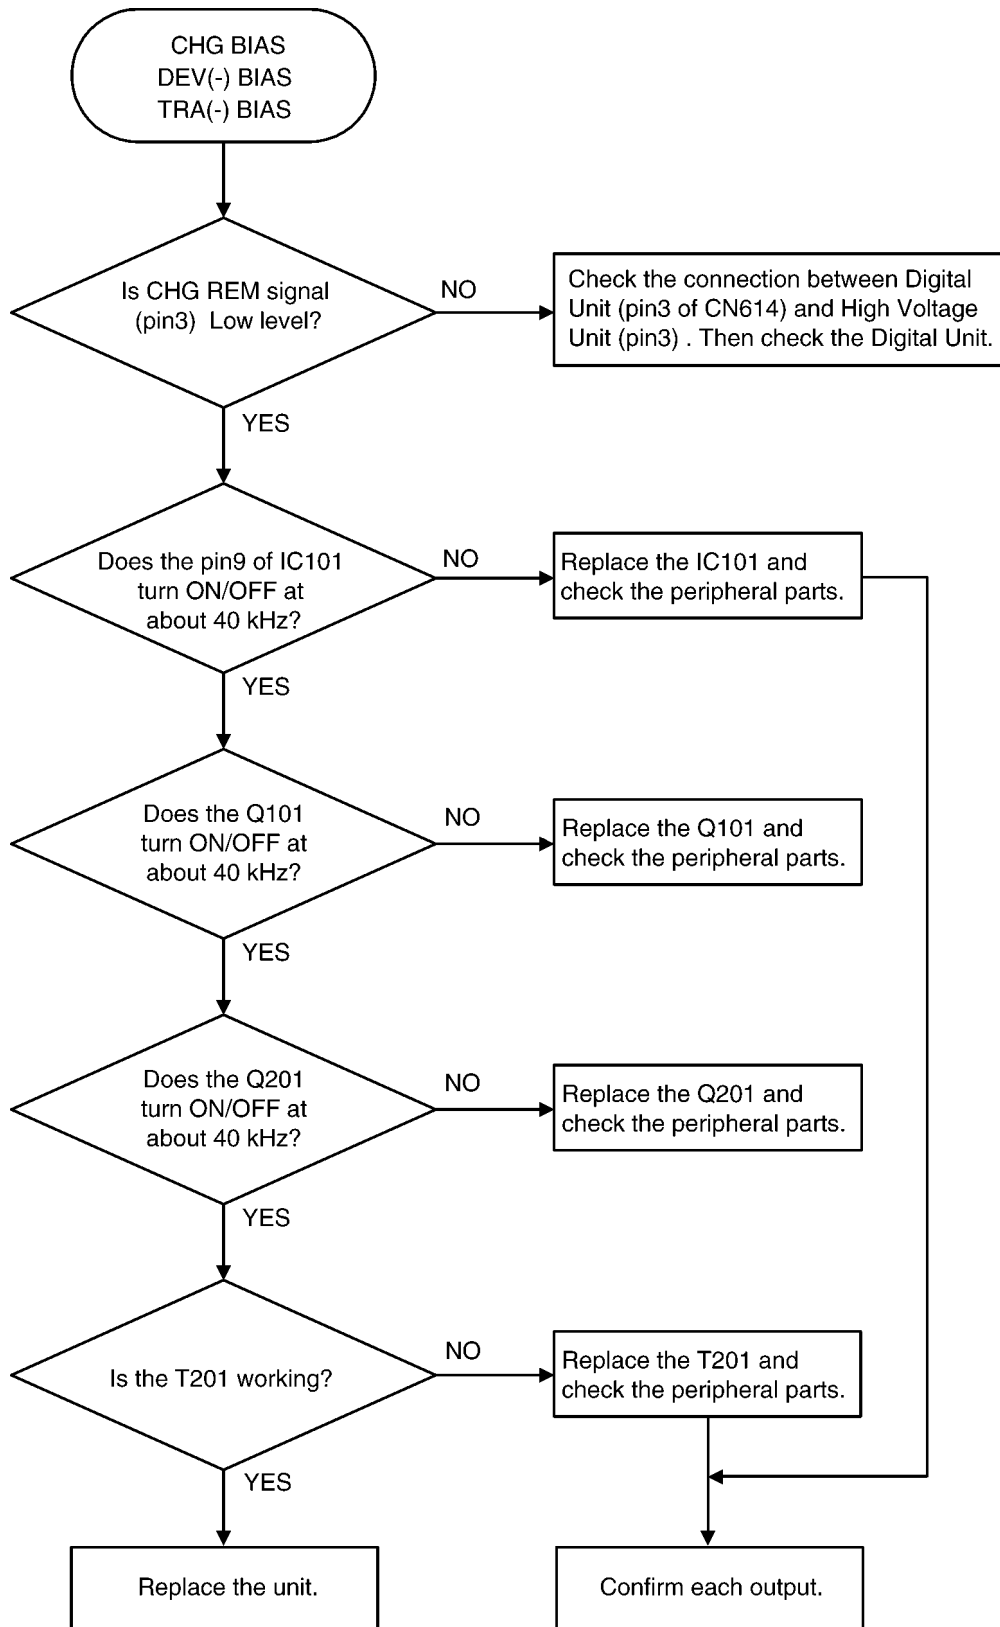 CHG BIAS
DEV(-) BIAS
TRA(-) BIAS
Is CHG REM signal
(pin3) Low level?
NO
Check the connection between Digital
Unit (pin3 of CN614) and High Voltage
Unit (pin3) . Then check the Digital Unit.
YES
Does the pin9 of IC101
turn ON/OFF at
about 40 kHz?
NO
Replace the IC101 and
check the peripheral parts.
YES
Does the Q101
turn ON/OFF at
about 40 kHz?
NO
Replace the Q101 and
check the peripheral parts.
YES
Does the Q201
turn ON/OFF at
about 40 kHz?
NO
Replace the Q201 and
check the peripheral parts.
YES
Is the T201 working?
NO
Replace the T201 and
check the peripheral parts.
YES
Replace the unit.
Confirm each output.